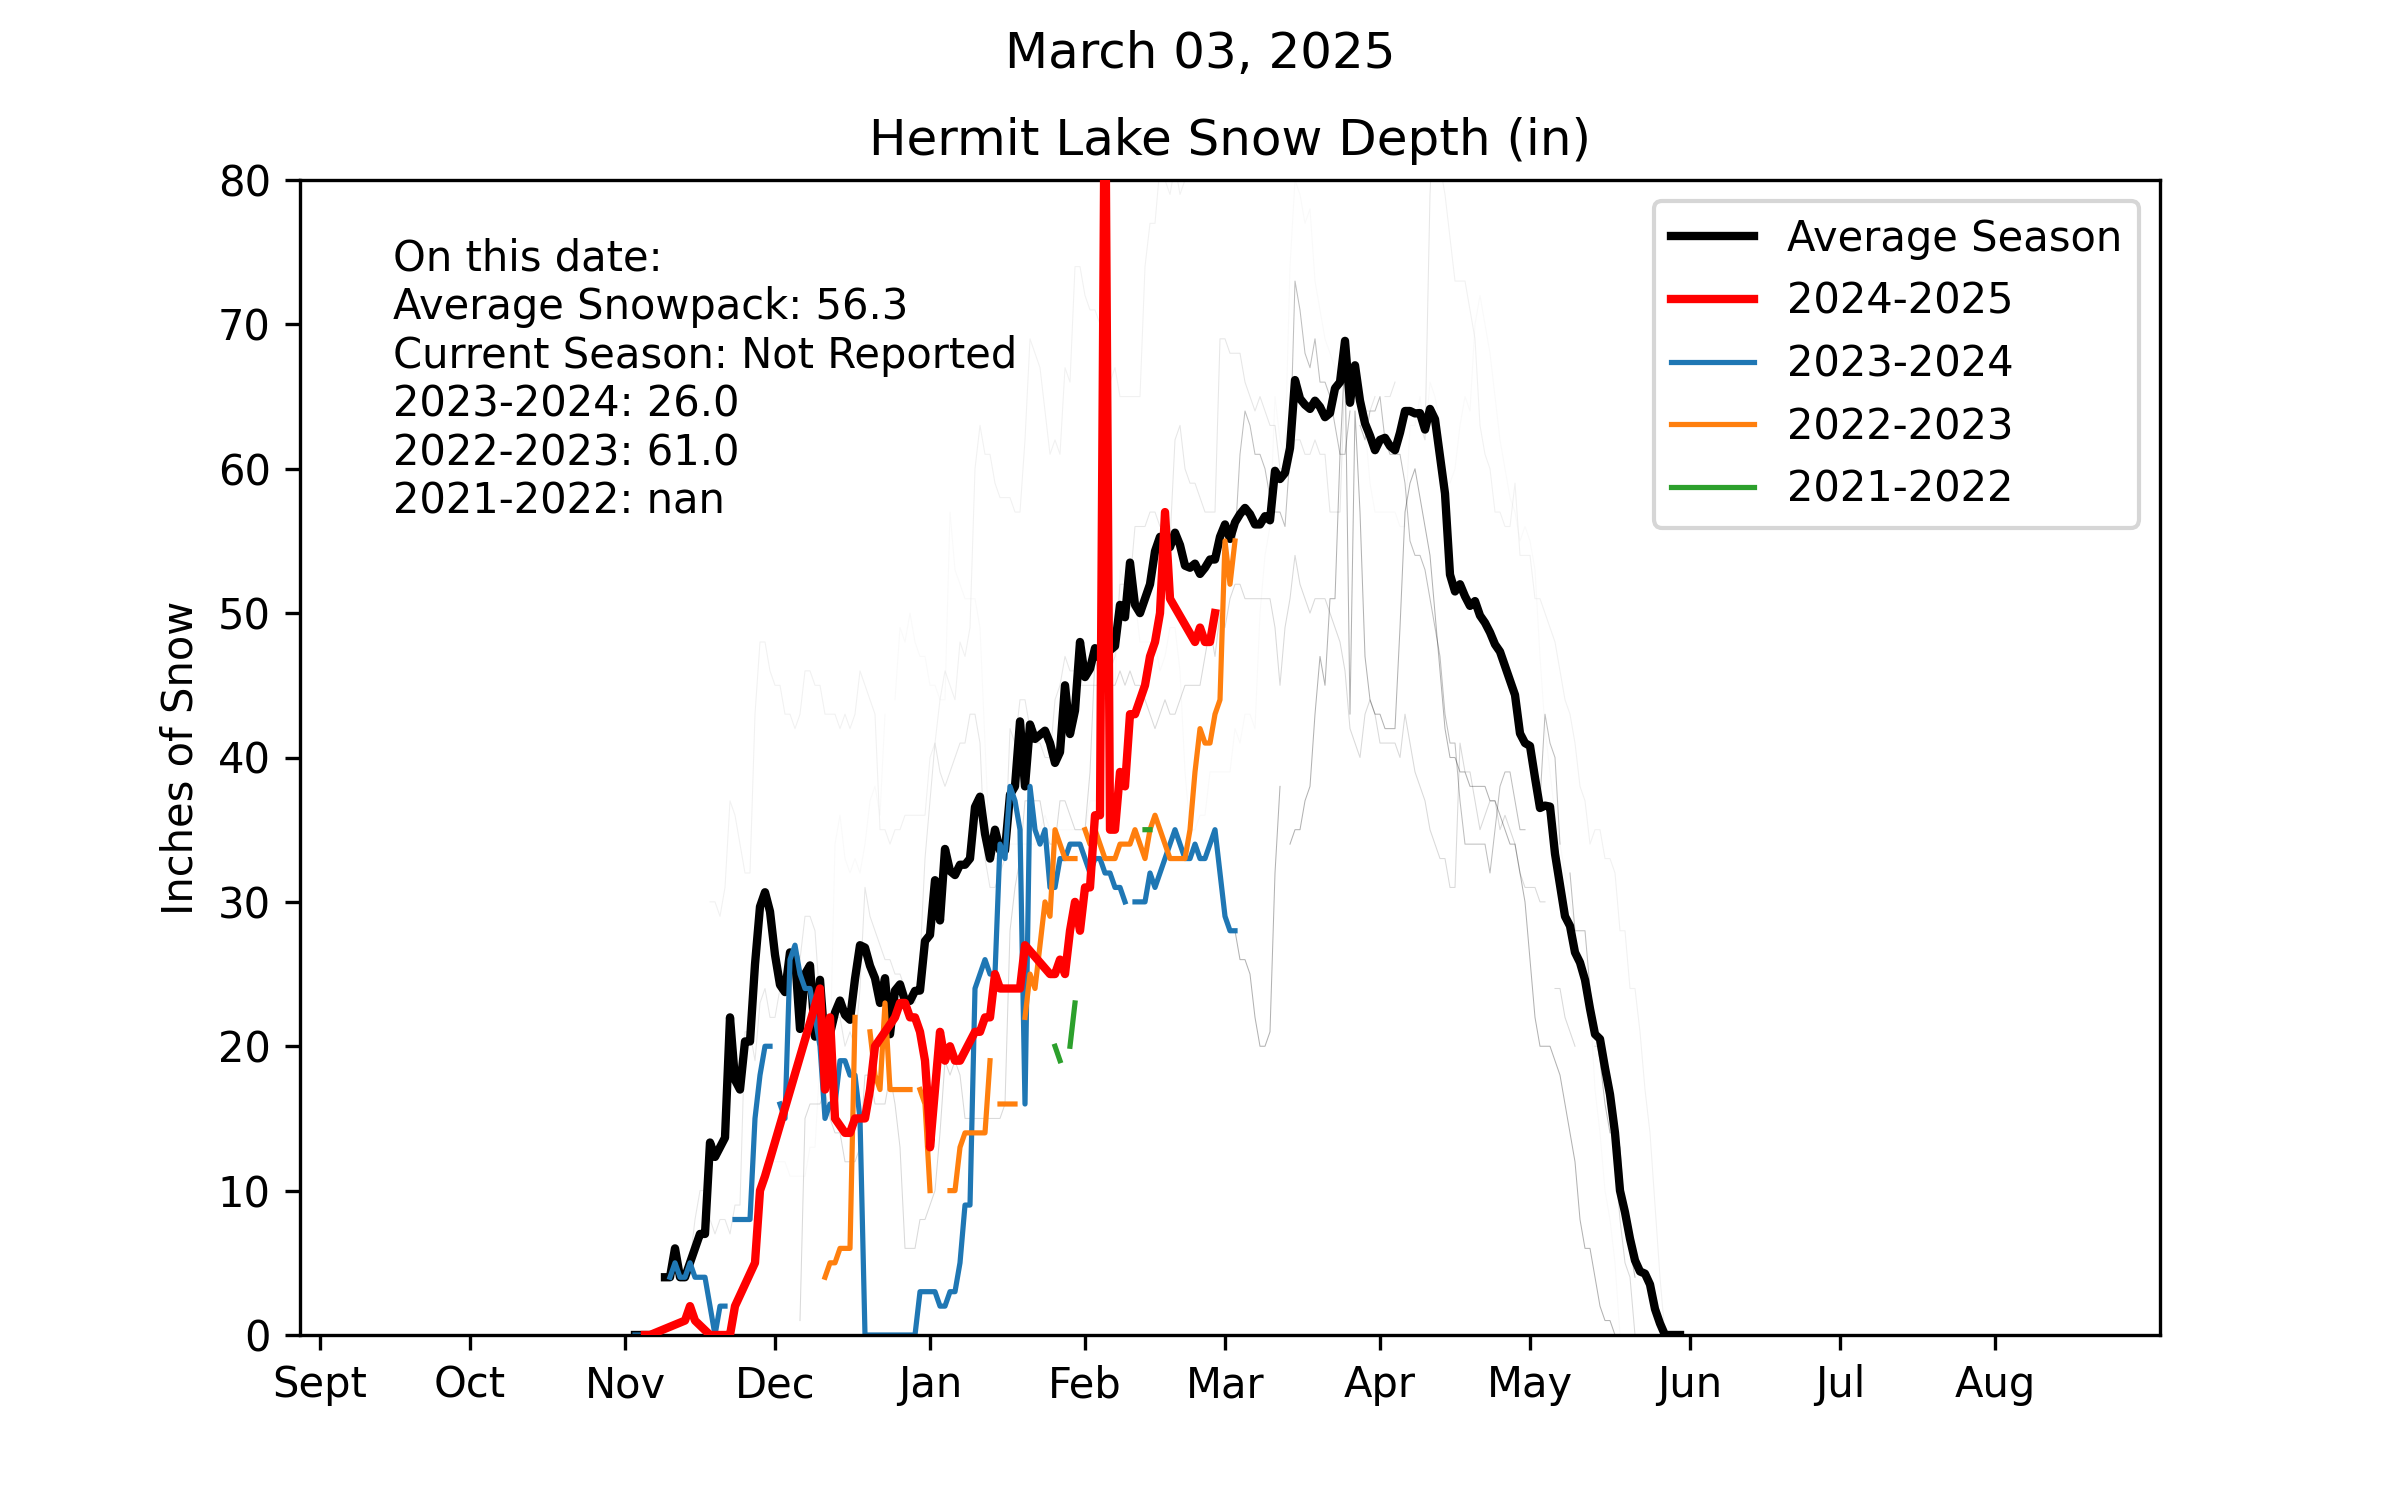 March 03, 2025
Hermit Lake Snow Depth (in)
80
70
60
50
40
30
20
10
0
Inches of Snow
On this date:
Average Snowpack: 56.3
Current Season: Not Reported
2023-2024: 26.0
2022-2023: 61.0
2021-2022: nan
Average Season
2024-2025
2023-2024
2022-2023
2021-2022
Sept Oct Nov Dec Jan Feb Mar Apr May Jun Jul Aug